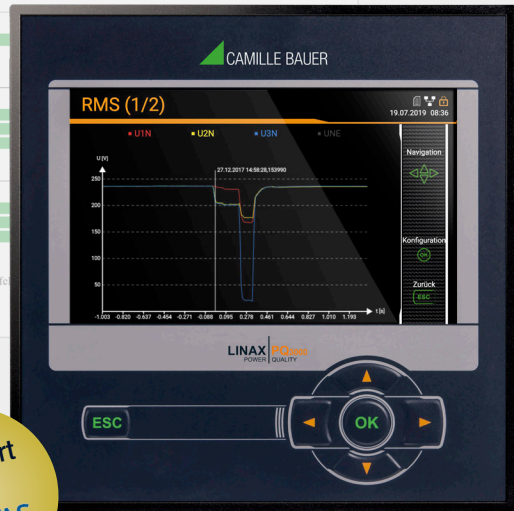 CAMILLE BAUER
RMS (1/2)
19.07.2019 08:36
U1N
U2N
U3N
UNE
Navigation
U [V]
27.12.2017 14:58:28,153990
250
200
150
100
50
Konfiguration
OK
Zurück
ESC
-1.003 -0.820 -0.637 -0.454 -0.271 -0.088 0.095 0.278 0.461 0.644 0.827 1.010 1.193
t [s]
LINAX
POWER QUALITY
ESC
OK